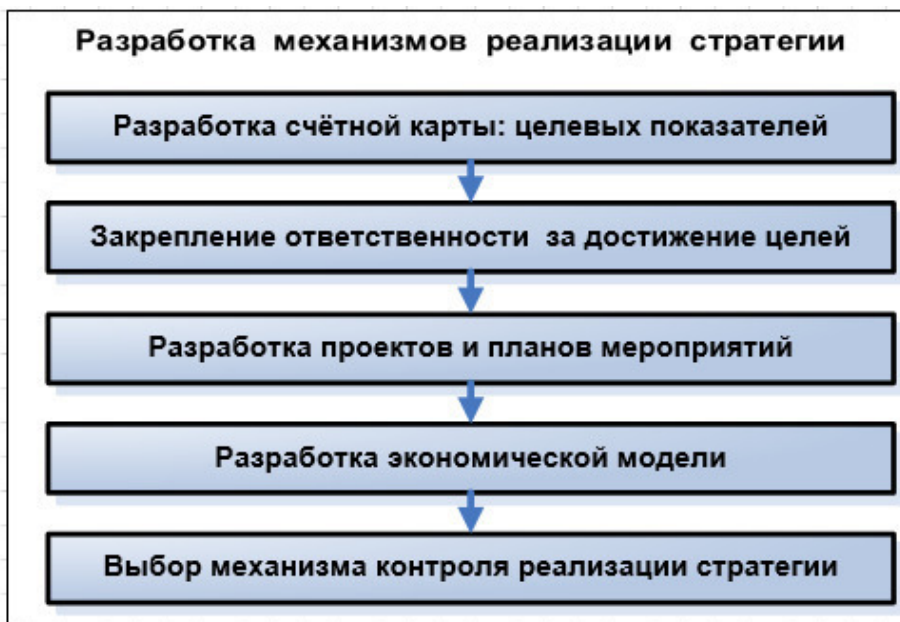 Разработка механизмов реализации стратегии
Разработка счётной карты: целевых показателей
Закрепление ответственности за достижение целей
Разработка проектов и планов мероприятий
Разработка экономической модели
Выбор механизма контроля реализации стратегии